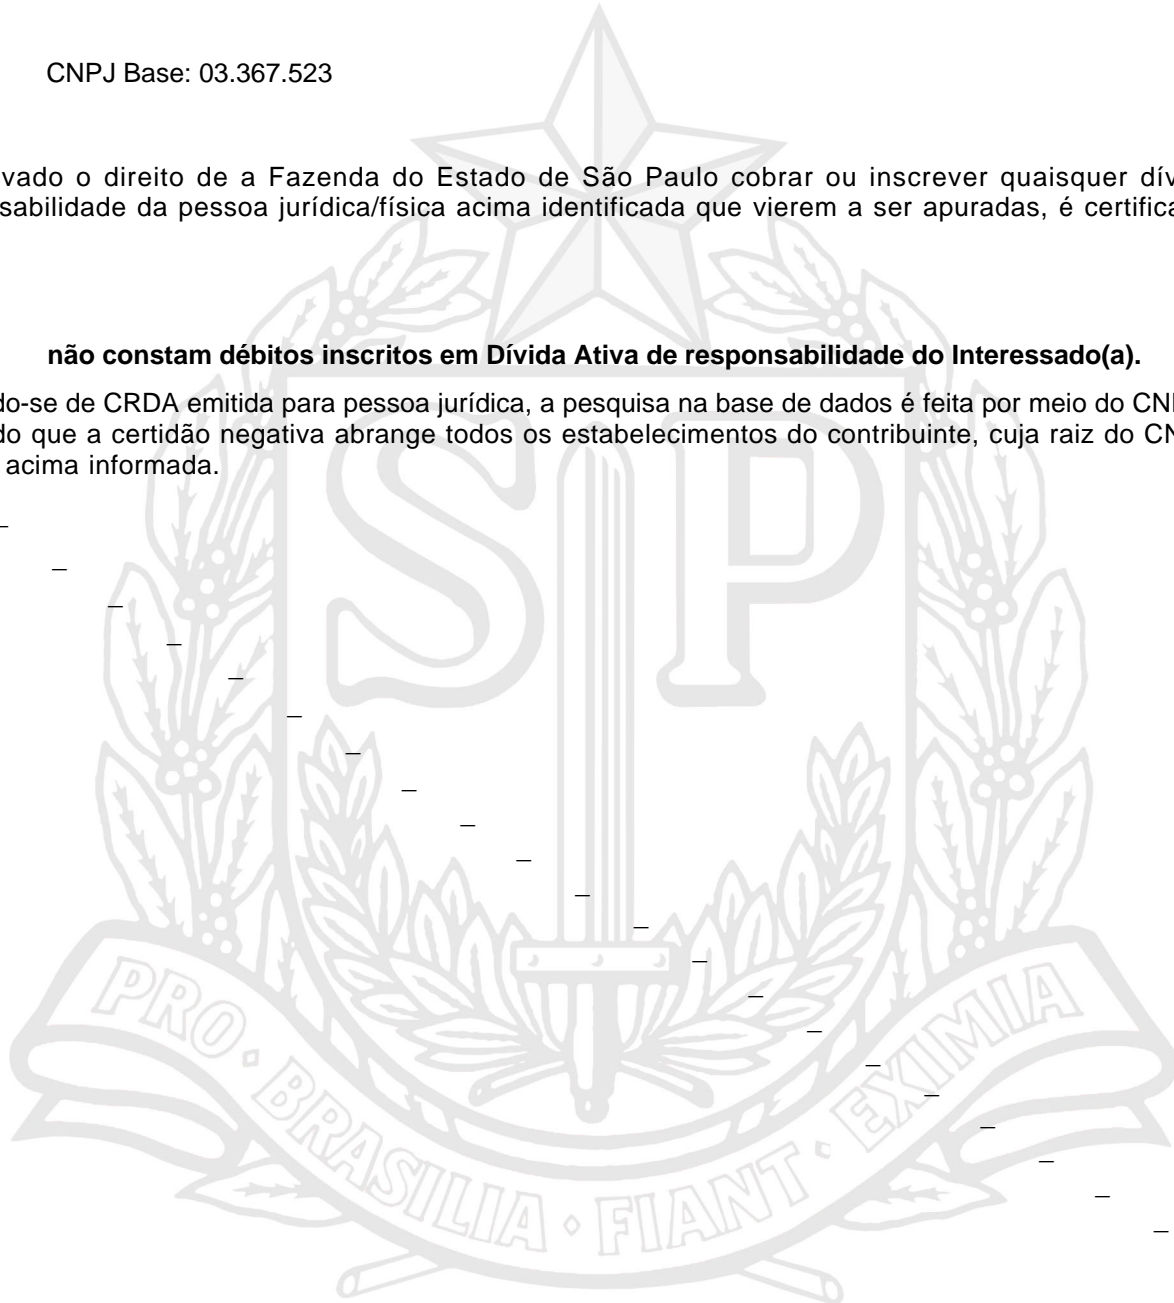 CNPJ Base: 03.367.523
vado o direito de a Fazenda do Estado de São Paulo cobrar ou inscrever quaisquer dív
sabilidade da pessoa jurídica/física acima identificada que vierem a ser apuradas, é certifica
não constam débitos inscritos em Dívida Ativa de responsabilidade do Interessado(a).
do-se de CRDA emitida para pessoa jurídica, a pesquisa na base de dados é feita por meio do CN
do que a certidão negativa abrange todos os estabelecimentos do contribuinte, cuja raiz do CN
acima informada.
SP
PRO · BRASILIA · FIANT · EXIMIA